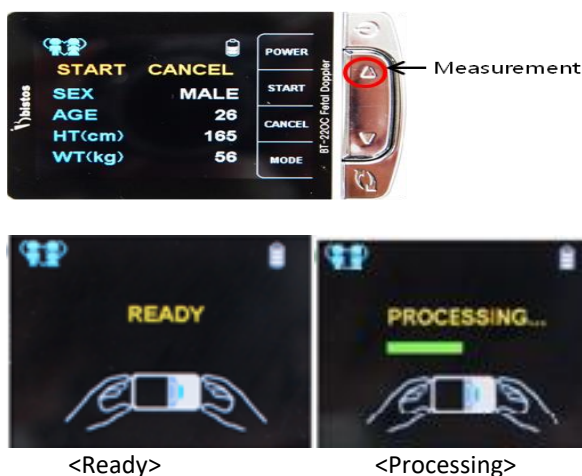 START CANCEL
SEX MALE
AGE 26
HT(cm) 165
WT(kg) 56
POWER
START
CANCEL
MODE
bistos
BT-220C Fetal Doppler
Measurement
READY
PROCESSING...
<Ready> <Processing>